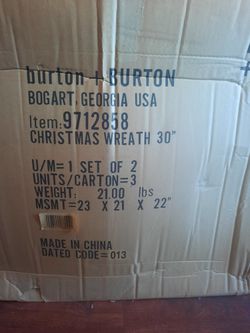 burton + BURTON
BOGART, GEORGIA USA
Item: 9712858
CHRISTMAS WREATH 30"
U/M= 1 SET OF 2
UNITS/CARTON=3
WEIGHT: 21.00 lbs
MSMT=23 X 21 X 22"
MADE IN CHINA
DATED CODE=013